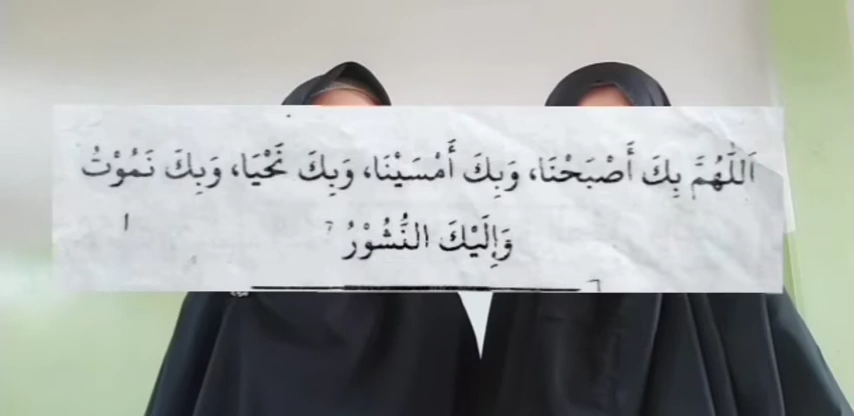 اَللّٰهُمَّ بِكَ أَصْبَحْنَا، وَبِكَ أَمْسَيْنَا، وَبِكَ نَحْيَا، وَبِكَ نَمُوْتُ
وَإِلَيْكَ النُّشُوْرُ